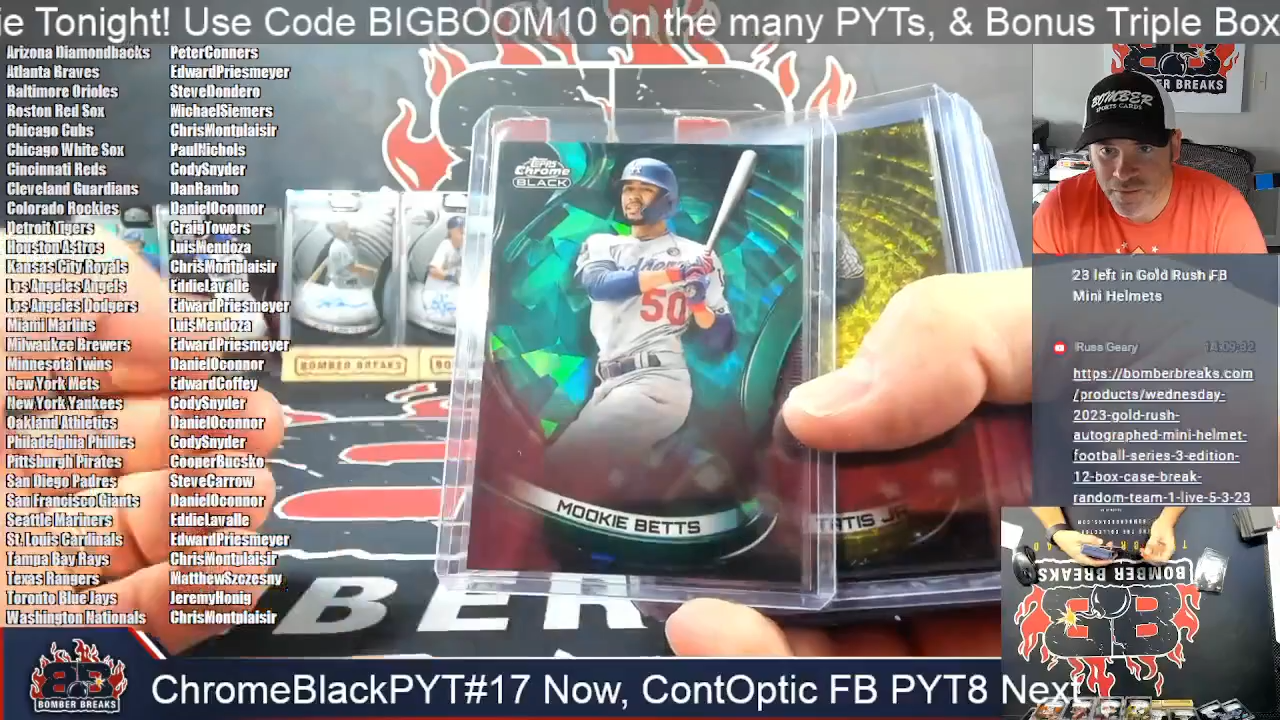 ie Tonight! Use Code BIGBOOM10 on the many PYTs, & Bonus Triple Box
Arizona Diamondbacks PeterConners
Atlanta Braves EdwardPriesmeyer
Baltimore Orioles SteveDondero
Boston Red Sox MichaelSiemers
Chicago Cubs ChrisMontplaisir
Chicago White Sox PaulNichols
Cincinnati Reds CodySnyder
Cleveland Guardians DanRambo
Colorado Rockies DanielOconnor
Detroit Tigers CraigTowers
Houston Astros LuisMendoza
Kansas City Royals ChrisMontplaisir
Los Angeles Angels EddieLavalle
Los Angeles Dodgers EdwardPriesmeyer
Miami Marlins LuisMendoza
Milwaukee Brewers EdwardPriesmeyer
Minnesota Twins DanielOconnor
New York Mets EdwardCoffey
New York Yankees CodySnyder
Oakland Athletics DanielOconnor
Philadelphia Phillies CodySnyder
Pittsburgh Pirates CooperBucsko
San Diego Padres SteveCarrow
San Francisco Giants DanielOconnor
Seattle Mariners EddieLavalle
St. Louis Cardinals EdwardPriesmeyer
Tampa Bay Rays ChrisMontplaisir
Texas Rangers MatthewSzczesny
Toronto Blue Jays JeremyHonig
Washington Nationals ChrisMontplaisir
Topps
Chrome
BLACK
50
MOOKIE BETTS
TATIS JR
BOMBER BREAKS
BO
BER
BER BREAKS
BOMBER
SPORTS CARDS
23 left in Gold Rush FB
Mini Helmets
Russ Geary
https://bomberbreaks.com
/products/wednesday-
2023-gold-rush-
autographed-mini-helmet-
football-series-3-edition-
12-box-case-break-
random-team-1-live-5-3-23
BOMBER BREAKS
BB
BB
BOMBER BREAKS
ChromeBlackPYT#17 Now, ContOptic FB PYT8 Next